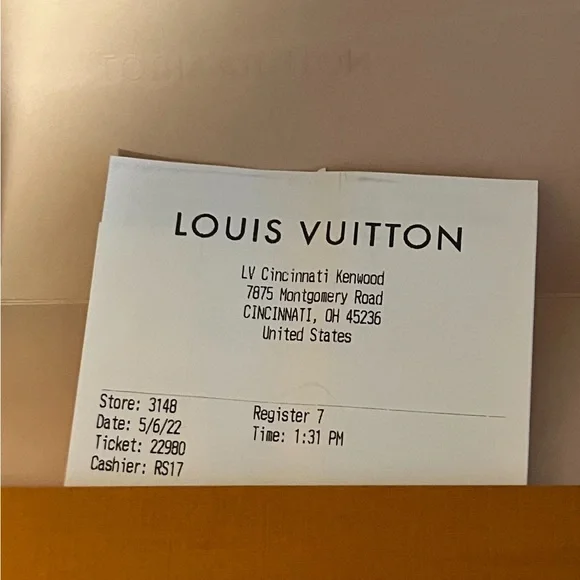 LOUIS VUITTON
LV Cincinnati Kenwood
7875 Montgomery Road
CINCINNATI, OH 45236
United States
Store: 3148
Register 7
Date: 5/6/22
Time: 1:31 PM
Ticket: 22980
Cashier: RS17